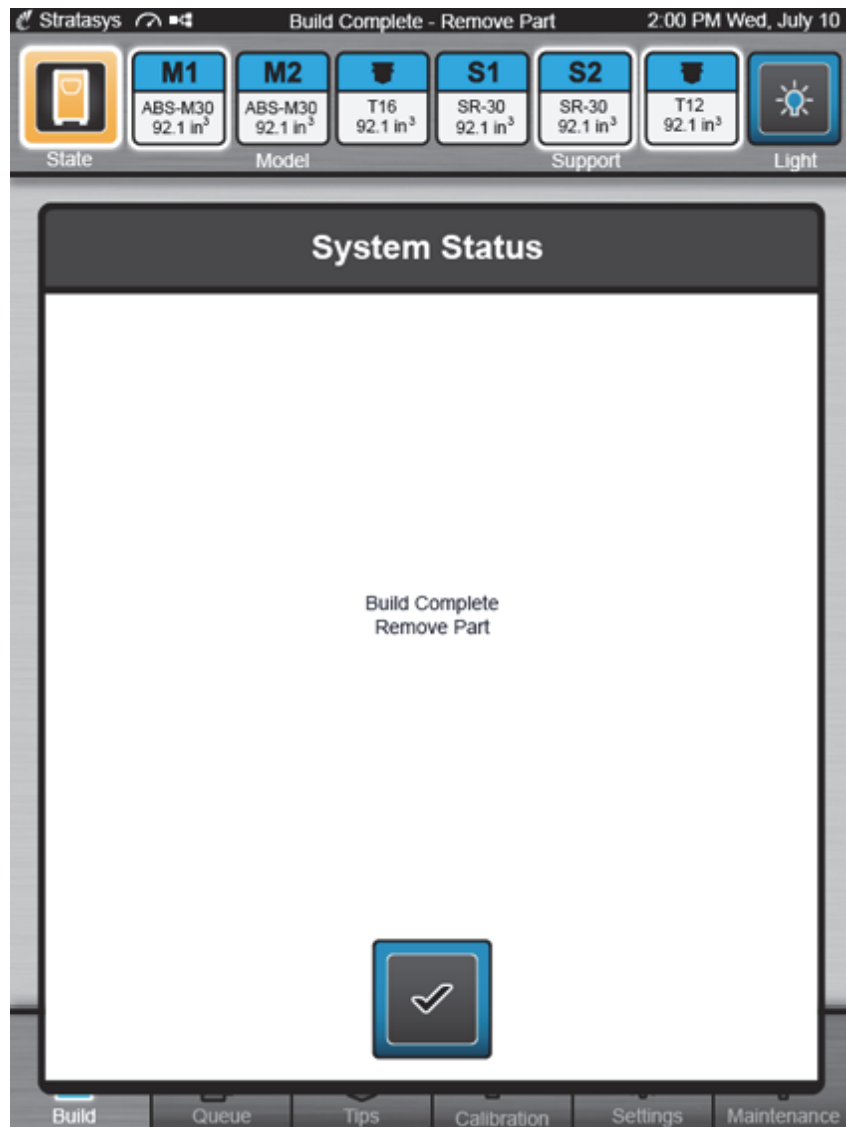 Stratasys Build Complete - Remove Part 2:00 PM Wed, July 10
M1 M2 S1 S2
ABS-M30 ABS-M30 T16 SR-30 SR-30 T12
92.1 in³ 92.1 in³ 92.1 in³ 92.1 in³ 92.1 in³ 92.1 in³
State Model Support Light
System Status
Build Complete
Remove Part
Build Queue Tips Calibration Settings Maintenance